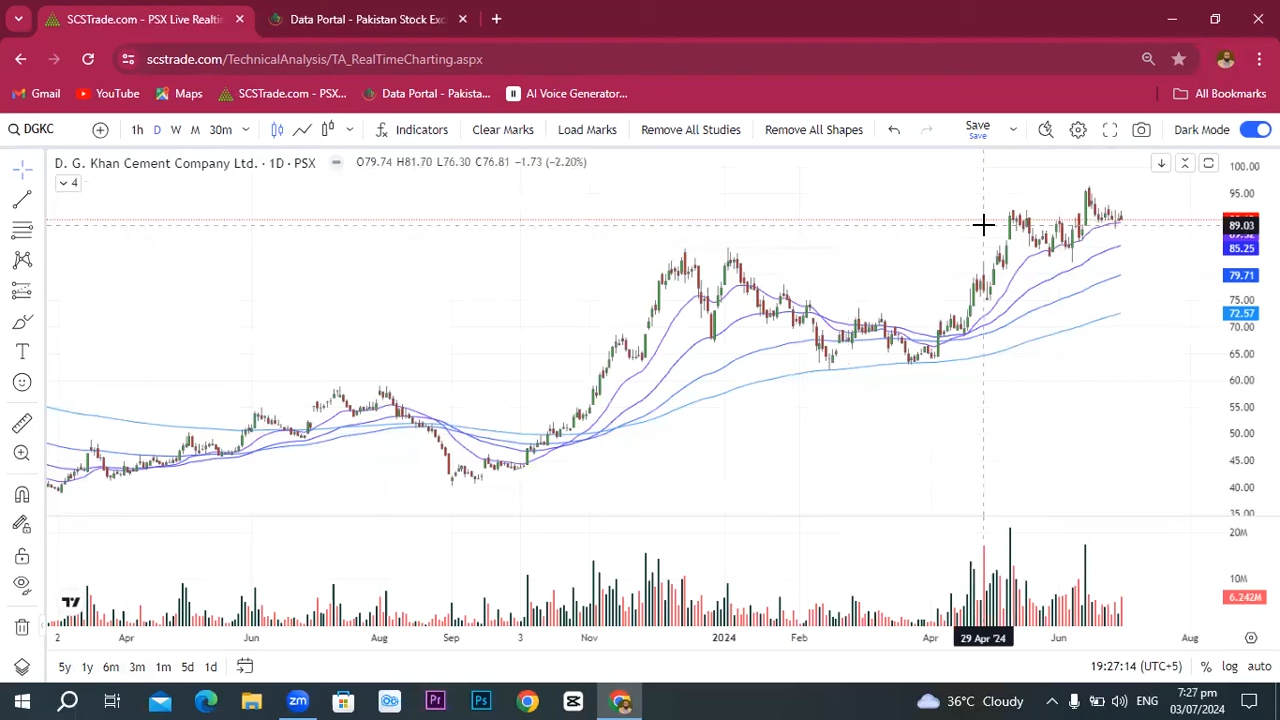 SCSTrade.com - PSX Live Realti
Data Portal - Pakistan Stock Exc
scstrade.com/TechnicalAnalysis/TA_RealTimeCharting.aspx
Gmail YouTube Maps SCSTrade.com - PSX... Data Portal - Pakista... AI Voice Generator... All Bookmarks
DGKC 1h D W M 30m Indicators Clear Marks Load Marks Remove All Studies Remove All Shapes Save Dark Mode
Save
D. G. Khan Cement Company Ltd. · 1D · PSX O79.74 H81.70 L76.30 C76.81 −1.73 (−2.20%)
4
100.00
95.00
89.03
85.25
79.71
75.00
72.57
70.00
65.00
60.00
55.00
50.00
45.00
40.00
35.00
20M
10M
6.242M
2 Apr Jun Aug Sep 3 Nov 2024 Feb Apr 29 Apr '24 Jun Aug
5y 1y 6m 3m 1m 5d 1d 19:27:14 (UTC+5) % log auto
zm Pr Ps 36°C Cloudy ENG 7:27 pm
03/07/2024